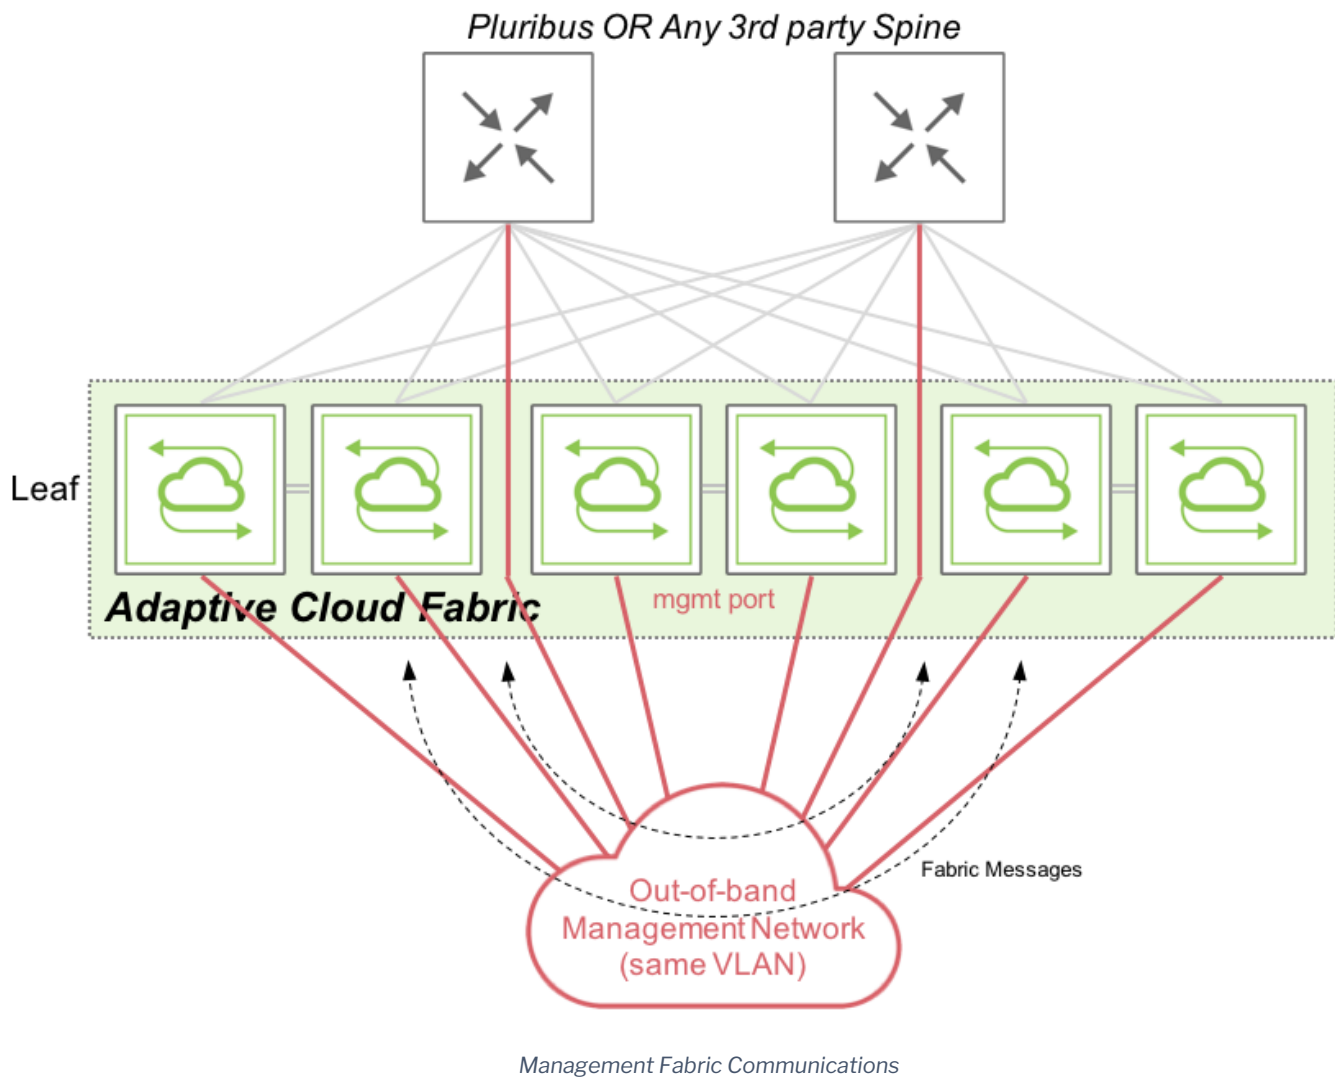 Pluribus OR Any 3rd party Spine
Leaf
Adaptive Cloud Fabric
mgmt port
Fabric Messages
Out-of-band
Management Network
(same VLAN)
Management Fabric Communications